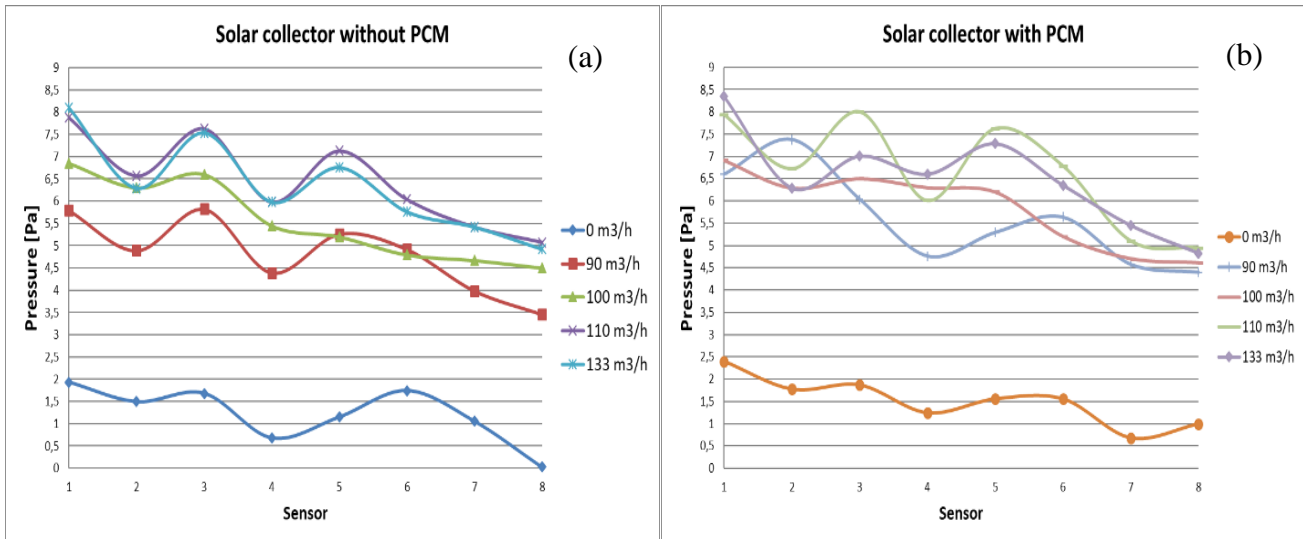 Solar collector without PCM
(a)
Pressure [Pa]
9
8,5
8
7,5
7
6,5
6
5,5
5
4,5
4
3,5
3
2,5
2
1,5
1
0,5
0
1 2 3 4 5 6 7 8
Sensor
0 m3/h
90 m3/h
100 m3/h
110 m3/h
133 m3/h
Solar collector with PCM
(b)
Pressure [Pa]
9
8,5
8
7,5
7
6,5
6
5,5
5
4,5
4
3,5
3
2,5
2
1,5
1
0,5
0
1 2 3 4 5 6 7 8
Sensor
0 m3/h
90 m3/h
100 m3/h
110 m3/h
133 m3/h